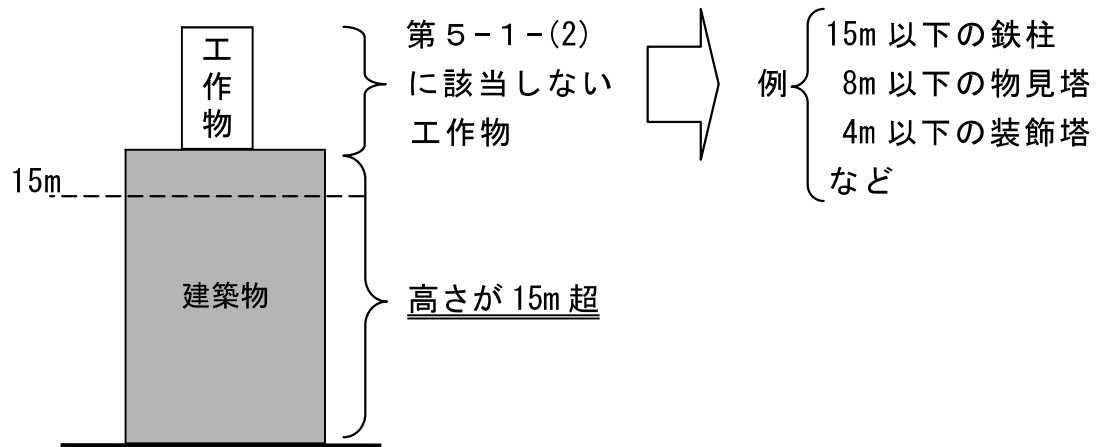 工作物
第５-１-(2)
に該当しない
工作物
例
15m 以下の鉄柱
8m 以下の物見塔
4m 以下の装飾塔
など
15m
建築物
高さが 15m 超